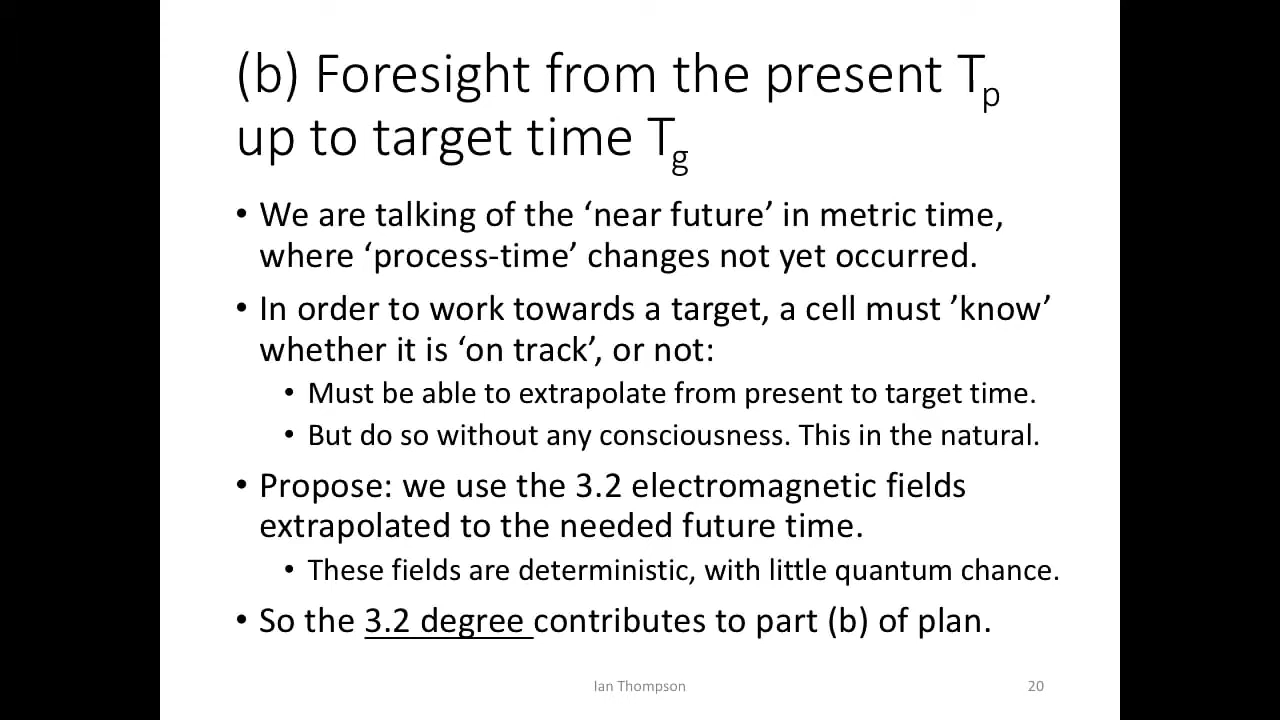 (b) Foresight from the present Tp
up to target time Tg
• We are talking of the ‘near future’ in metric time,
where ‘process-time’ changes not yet occurred.
• In order to work towards a target, a cell must ’know’
whether it is ‘on track’, or not:
• Must be able to extrapolate from present to target time.
• But do so without any consciousness. This in the natural.
• Propose: we use the 3.2 electromagnetic fields
extrapolated to the needed future time.
• These fields are deterministic, with little quantum chance.
• So the 3.2 degree contributes to part (b) of plan.
Ian Thompson
20